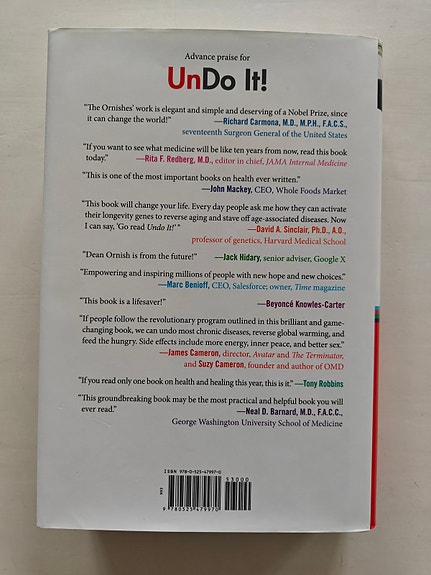 Advance praise for
UnDo It!
“The Ornishes’ work is elegant and simple and deserving of a Nobel Prize, since
it can change the world!” —Richard Carmona, M.D., M.P.H., F.A.C.S.,
seventeenth Surgeon General of the United States
“If you want to see what medicine will be like ten years from now, read this book
today.” —Rita F. Redberg, M.D., editor in chief, JAMA Internal Medicine
“This is one of the most important books on health ever written.”
—John Mackey, CEO, Whole Foods Market
“This book will change your life. Every day people ask me how they can activate
their longevity genes to reverse aging and stave off age-associated diseases. Now
I can say, ‘Go read Undo It!’ ” —David A. Sinclair, Ph.D., A.O.,
professor of genetics, Harvard Medical School
“Dean Ornish is from the future!” —Jack Hidary, senior adviser, Google X
“Empowering and inspiring millions of people with new hope and new choices.”
—Marc Benioff, CEO, Salesforce; owner, Time magazine
“This book is a lifesaver!” —Beyoncé Knowles-Carter
“If people follow the revolutionary program outlined in this brilliant and game-
changing book, we can undo most chronic diseases, reverse global warming, and
feed the hungry. Side effects include more energy, inner peace, and better sex.”
—James Cameron, director, Avatar and The Terminator,
and Suzy Cameron, founder and author of OMD
“If you read only one book on health and healing this year, this is it.” —Tony Robbins
“This groundbreaking book may be the most practical and helpful book you will
ever read.” —Neal D. Barnard, M.D., F.A.C.C.,
George Washington University School of Medicine
ISBN 978-0-525-47997-0
53000
9 780525 479970